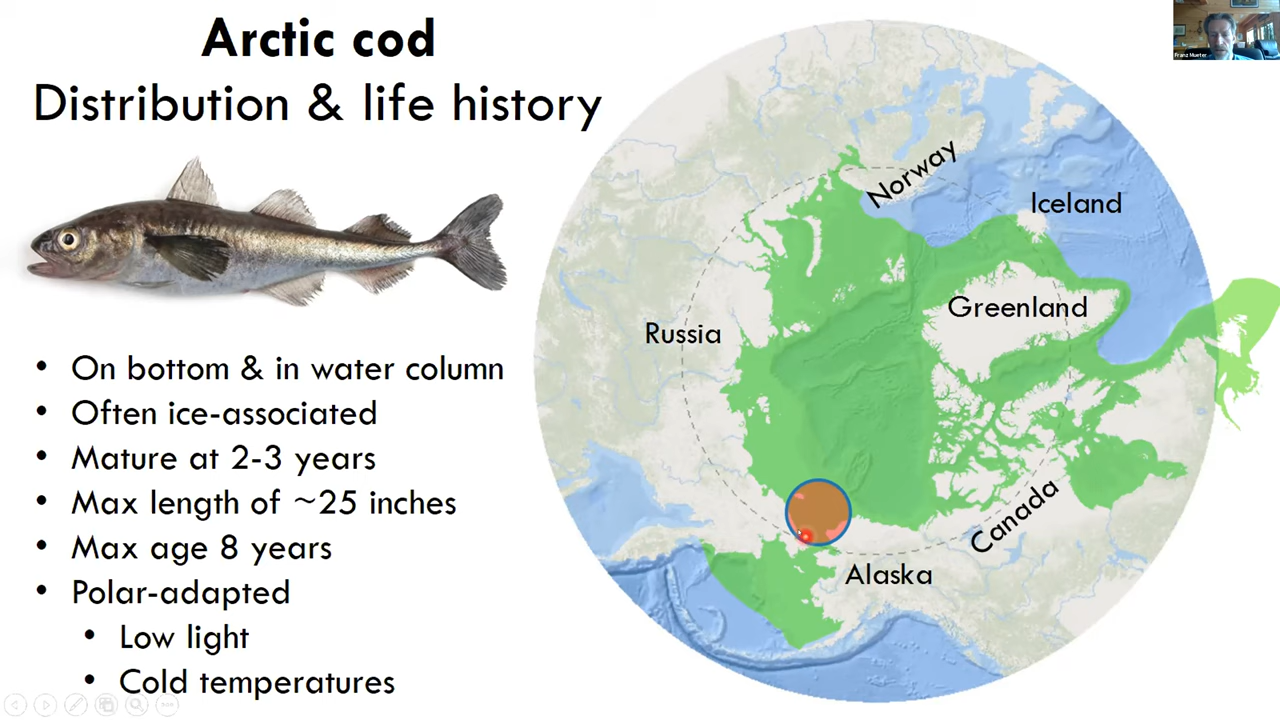 Arctic cod
Distribution & life history
• On bottom & in water column
• Often ice-associated
• Mature at 2-3 years
• Max length of ~25 inches
• Max age 8 years
• Polar-adapted
• Low light
• Cold temperatures
Norway
Iceland
Greenland
Russia
Canada
Alaska
Franz Mueter